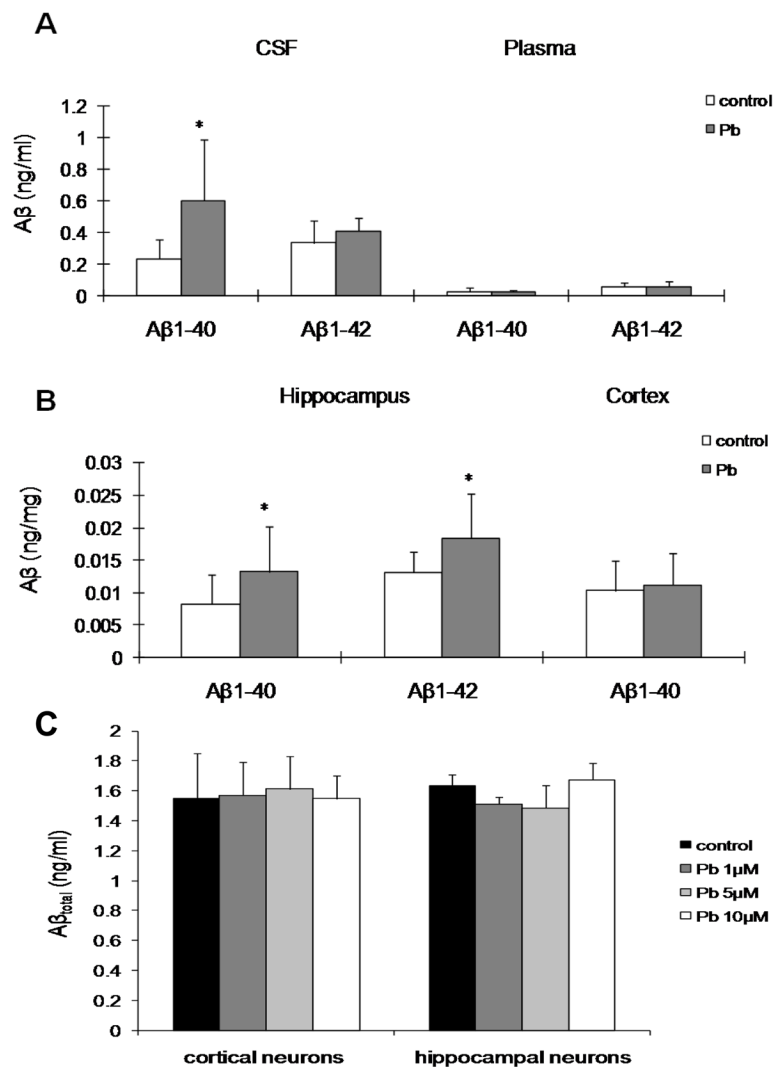 A
CSF Plasma
control
Pb
1.2
1
0.8
0.6
0.4
0.2
0
Aβ (ng/ml)
*
Aβ1-40 Aβ1-42 Aβ1-40 Aβ1-42
B
Hippocampus Cortex
control
Pb
0.03
0.025
0.02
0.015
0.01
0.005
0
Aβ (ng/mg)
* *
Aβ1-40 Aβ1-42 Aβ1-40
C
2
1.8
1.6
1.4
1.2
1
0.8
0.6
0.4
0.2
0
Aβtotal (ng/ml)
control
Pb 1μM
Pb 5μM
Pb 10μM
cortical neurons hippocampal neurons